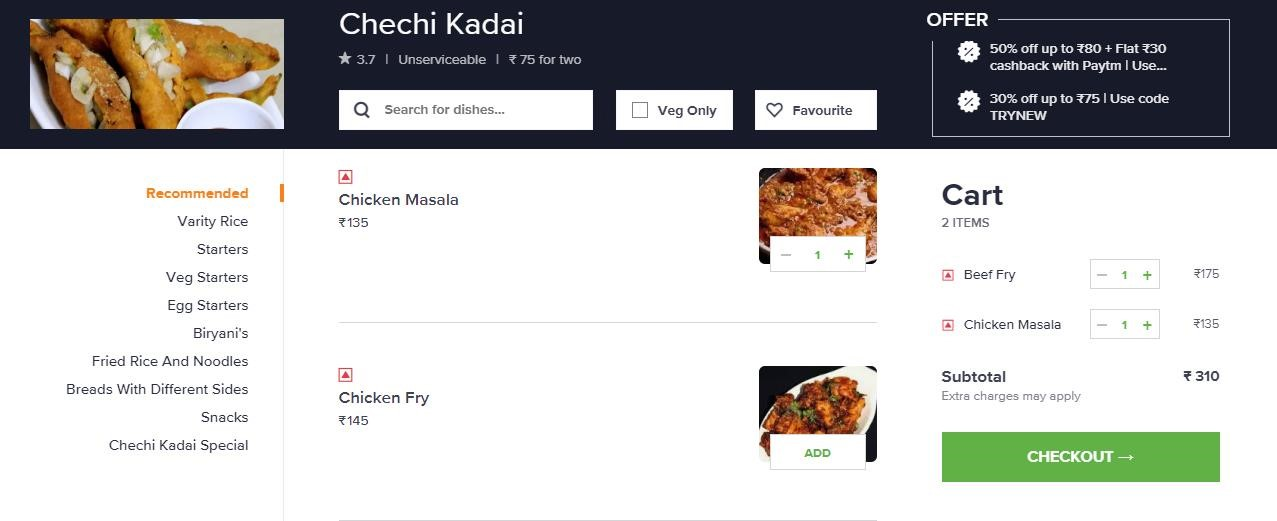 Chechi Kadai
3.7 | Unserviceable | ₹ 75 for two
Search for dishes...
Veg Only
Favourite
OFFER
50% off up to ₹80 + Flat ₹30
cashback with Paytm | Use...
30% off up to ₹75 | Use code
TRYNEW
Recommended
Varity Rice
Starters
Veg Starters
Egg Starters
Biryani's
Fried Rice And Noodles
Breads With Different Sides
Snacks
Chechi Kadai Special
Chicken Masala
₹135
− 1 +
Chicken Fry
₹145
ADD
Cart
2 ITEMS
Beef Fry − 1 + ₹175
Chicken Masala − 1 + ₹135
Subtotal ₹ 310
Extra charges may apply
CHECKOUT →